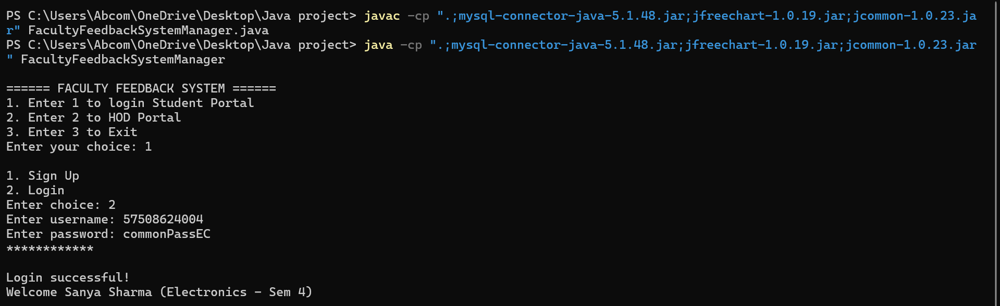 PS C:\Users\Abcom\OneDrive\Desktop\Java project> javac -cp ".;mysql-connector-java-5.1.48.jar;jfreechart-1.0.19.jar;jcommon-1.0.23.ja
r" FacultyFeedbackSystemManager.java
PS C:\Users\Abcom\OneDrive\Desktop\Java project> java -cp ".;mysql-connector-java-5.1.48.jar;jfreechart-1.0.19.jar;jcommon-1.0.23.jar
" FacultyFeedbackSystemManager

====== FACULTY FEEDBACK SYSTEM ======
1. Enter 1 to login Student Portal
2. Enter 2 to HOD Portal
3. Enter 3 to Exit
Enter your choice: 1

1. Sign Up
2. Login
Enter choice: 2
Enter username: 57508624004
Enter password: commonPassEC
************

Login successful!
Welcome Sanya Sharma (Electronics - Sem 4)